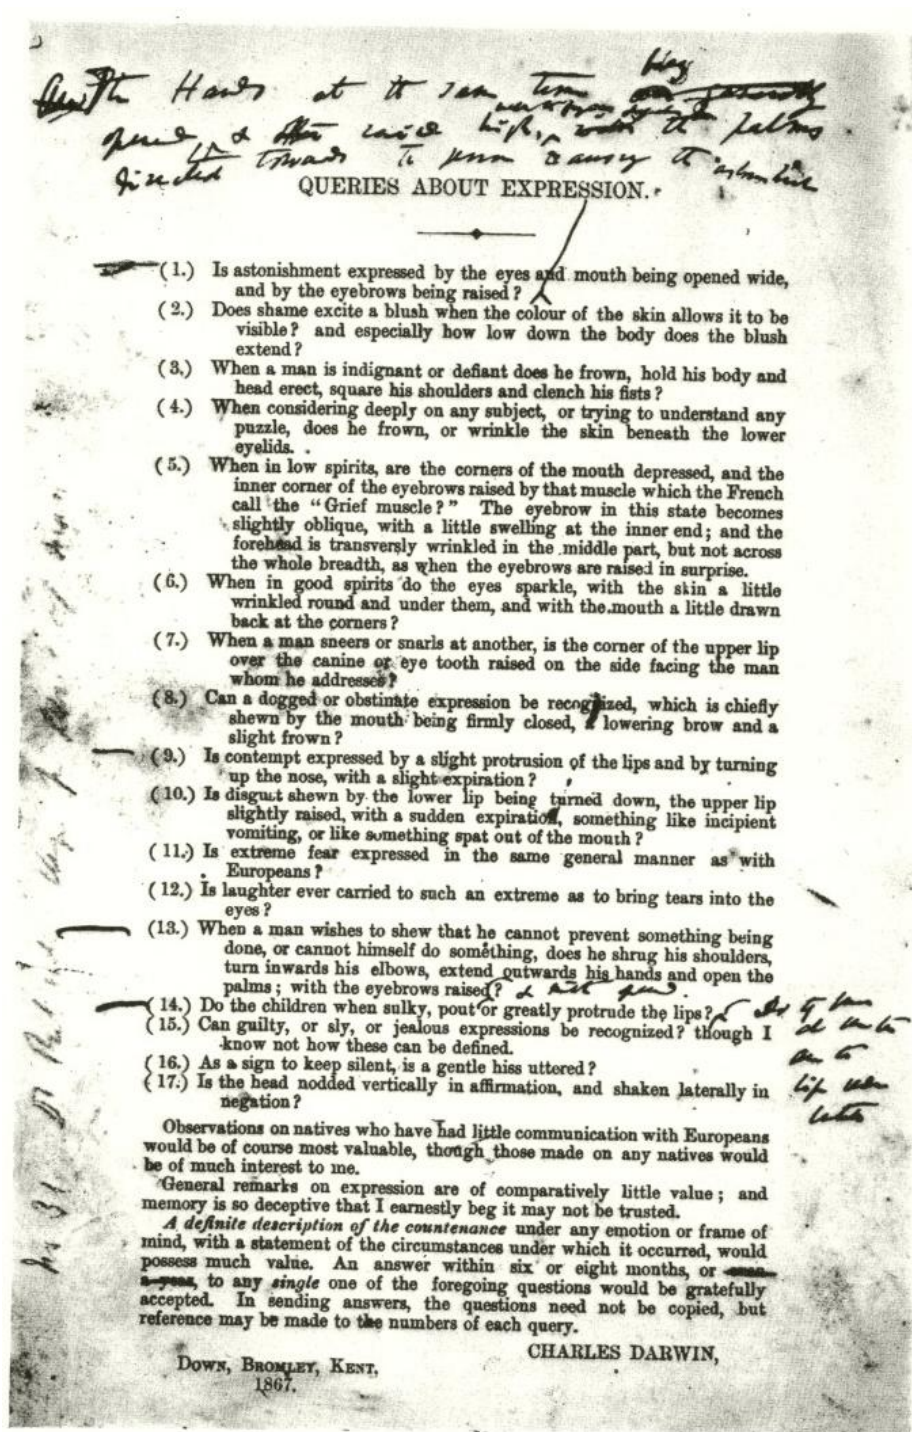 The Hands at the same time being
opened, & often raised high, the palms
directed towards the person causing the astonishment
QUERIES ABOUT EXPRESSION.
(1.) Is astonishment expressed by the eyes and mouth being opened wide,
and by the eyebrows being raised?
(2.) Does shame excite a blush when the colour of the skin allows it to be
visible? and especially how low down the body does the blush
extend?
(3.) When a man is indignant or defiant does he frown, hold his body and
head erect, square his shoulders and clench his fists?
(4.) When considering deeply on any subject, or trying to understand any
puzzle, does he frown, or wrinkle the skin beneath the lower
eyelids.
(5.) When in low spirits, are the corners of the mouth depressed, and the
inner corner of the eyebrows raised by that muscle which the French
call the "Grief muscle?" The eyebrow in this state becomes
slightly oblique, with a little swelling at the inner end; and the
forehead is transversly wrinkled in the middle part, but not across
the whole breadth, as when the eyebrows are raised in surprise.
(6.) When in good spirits do the eyes sparkle, with the skin a little
wrinkled round and under them, and with the mouth a little drawn
back at the corners?
(7.) When a man sneers or snarls at another, is the corner of the upper lip
over the canine or eye tooth raised on the side facing the man
whom he addresses?
(8.) Can a dogged or obstinate expression be recognized, which is chiefly
shewn by the mouth being firmly closed, a lowering brow and a
slight frown?
(9.) Is contempt expressed by a slight protrusion of the lips and by turning
up the nose, with a slight expiration?
(10.) Is disgust shewn by the lower lip being turned down, the upper lip
slightly raised, with a sudden expiration, something like incipient
vomiting, or like something spat out of the mouth?
(11.) Is extreme fear expressed in the same general manner as with
Europeans?
(12.) Is laughter ever carried to such an extreme as to bring tears into the
eyes?
(13.) When a man wishes to shew that he cannot prevent something being
done, or cannot himself do something, does he shrug his shoulders,
turn inwards his elbows, extend outwards his hands and open the
palms; with the eyebrows raised?
(14.) Do the children when sulky, pout or greatly protrude the lips?
(15.) Can guilty, or sly, or jealous expressions be recognized? though I
know not how these can be defined.
(16.) As a sign to keep silent, is a gentle hiss uttered?
(17.) Is the head nodded vertically in affirmation, and shaken laterally in
negation?
Observations on natives who have had little communication with Europeans
would be of course most valuable, though those made on any natives would
be of much interest to me.
General remarks on expression are of comparatively little value; and
memory is so deceptive that I earnestly beg it may not be trusted.
A definite description of the countenance under any emotion or frame of
mind, with a statement of the circumstances under which it occurred, would
possess much value. An answer within six or eight months, or even
a year, to any single one of the foregoing questions would be gratefully
accepted. In sending answers, the questions need not be copied, but
reference may be made to the numbers of each query.
CHARLES DARWIN,
DOWN, BROMLEY, KENT,
1867.